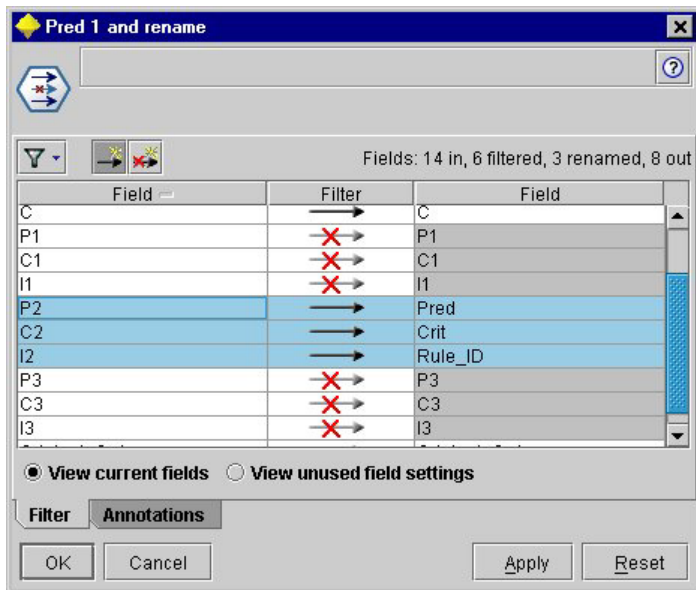 Pred 1 and rename
Fields: 14 in, 6 filtered, 3 renamed, 8 out
Field Filter Field
C C
P1 P1
C1 C1
I1 I1
P2 Pred
C2 Crit
I2 Rule_ID
P3 P3
C3 C3
I3 I3
View current fields View unused field settings
Filter Annotations
OK Cancel Apply Reset